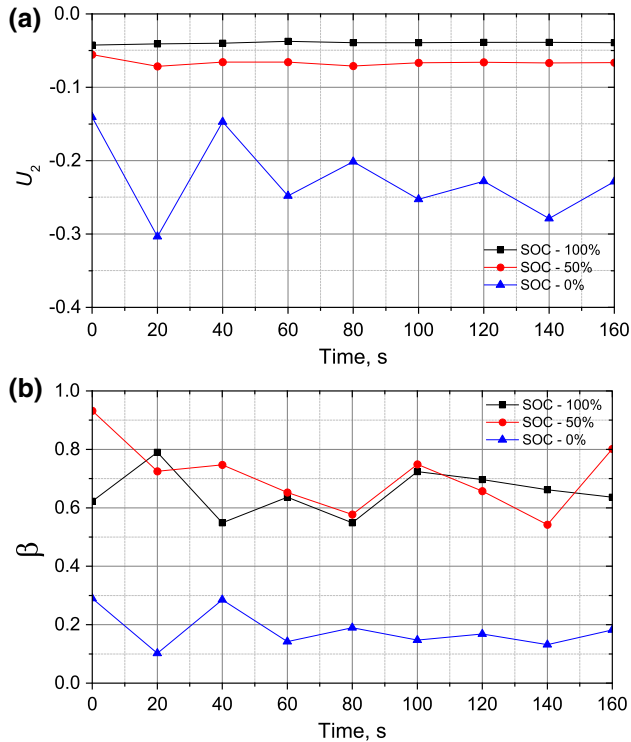 (a)
0.0
-0.1
-0.2
-0.3
-0.4
U2
SOC - 100%
SOC - 50%
SOC - 0%
0 20 40 60 80 100 120 140 160
Time, s
(b)
1.0
0.8
0.6
0.4
0.2
0.0
β
SOC - 100%
SOC - 50%
SOC - 0%
0 20 40 60 80 100 120 140 160
Time, s